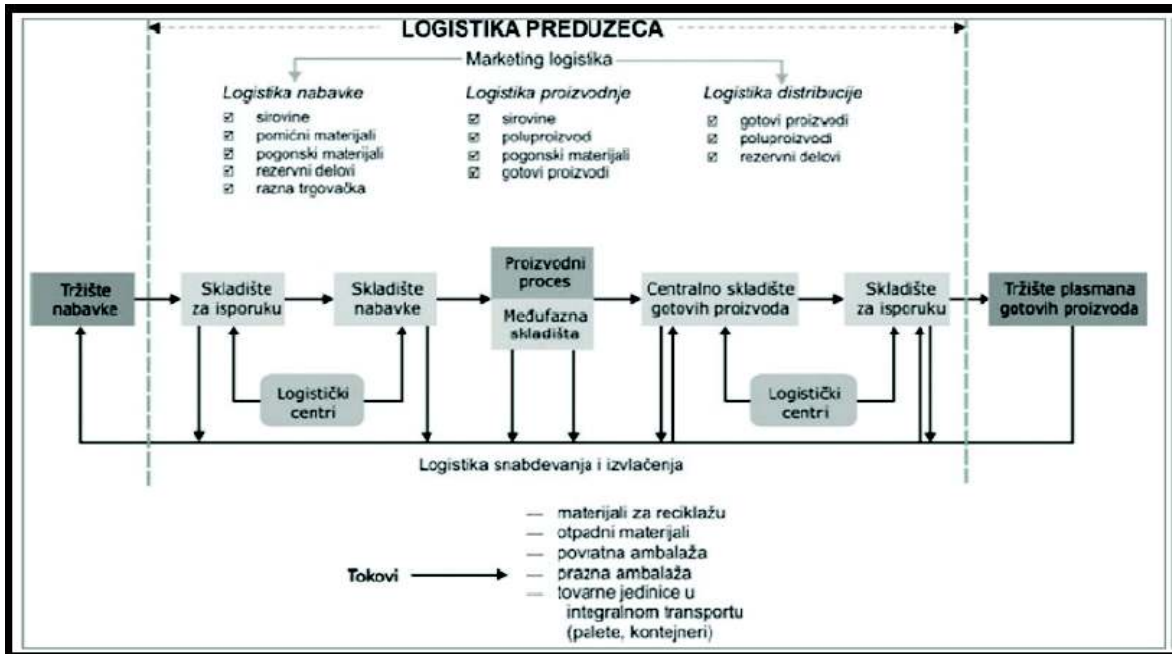 LOGISTIKA PREDUZECA
Marketing logistika
Logistika nabavke
sirovine
pomićni materijali
pogonski materijali
rezervni delovi
razna trgovačka
Logistika proizvodnje
sirovine
poluproizvod
pogonski materijali
gotovi proizvodi
Logistika distribucije
gotovi proizvodi
poluproizvodi
rezervni delovi
Tržište
nabavke
Skladište
za isporuku
Skladište
nabavke
Proizvodni
proces
Međufazna
skladišta
Centralno skladište
gotovih proizvoda
Skladište
za isporuku
Tržište plasmana
gotovih proizvoda
Logistički
centri
Logistički
centri
Logistika snabdevanja i izvlačenja
Tokovi
— materijali za reciklažu
— otpadni materijali
— povratna ambalaža
— prazna ambalaža
— tovarne jedinice u
integralnom transportu
(palete, kontejneri)